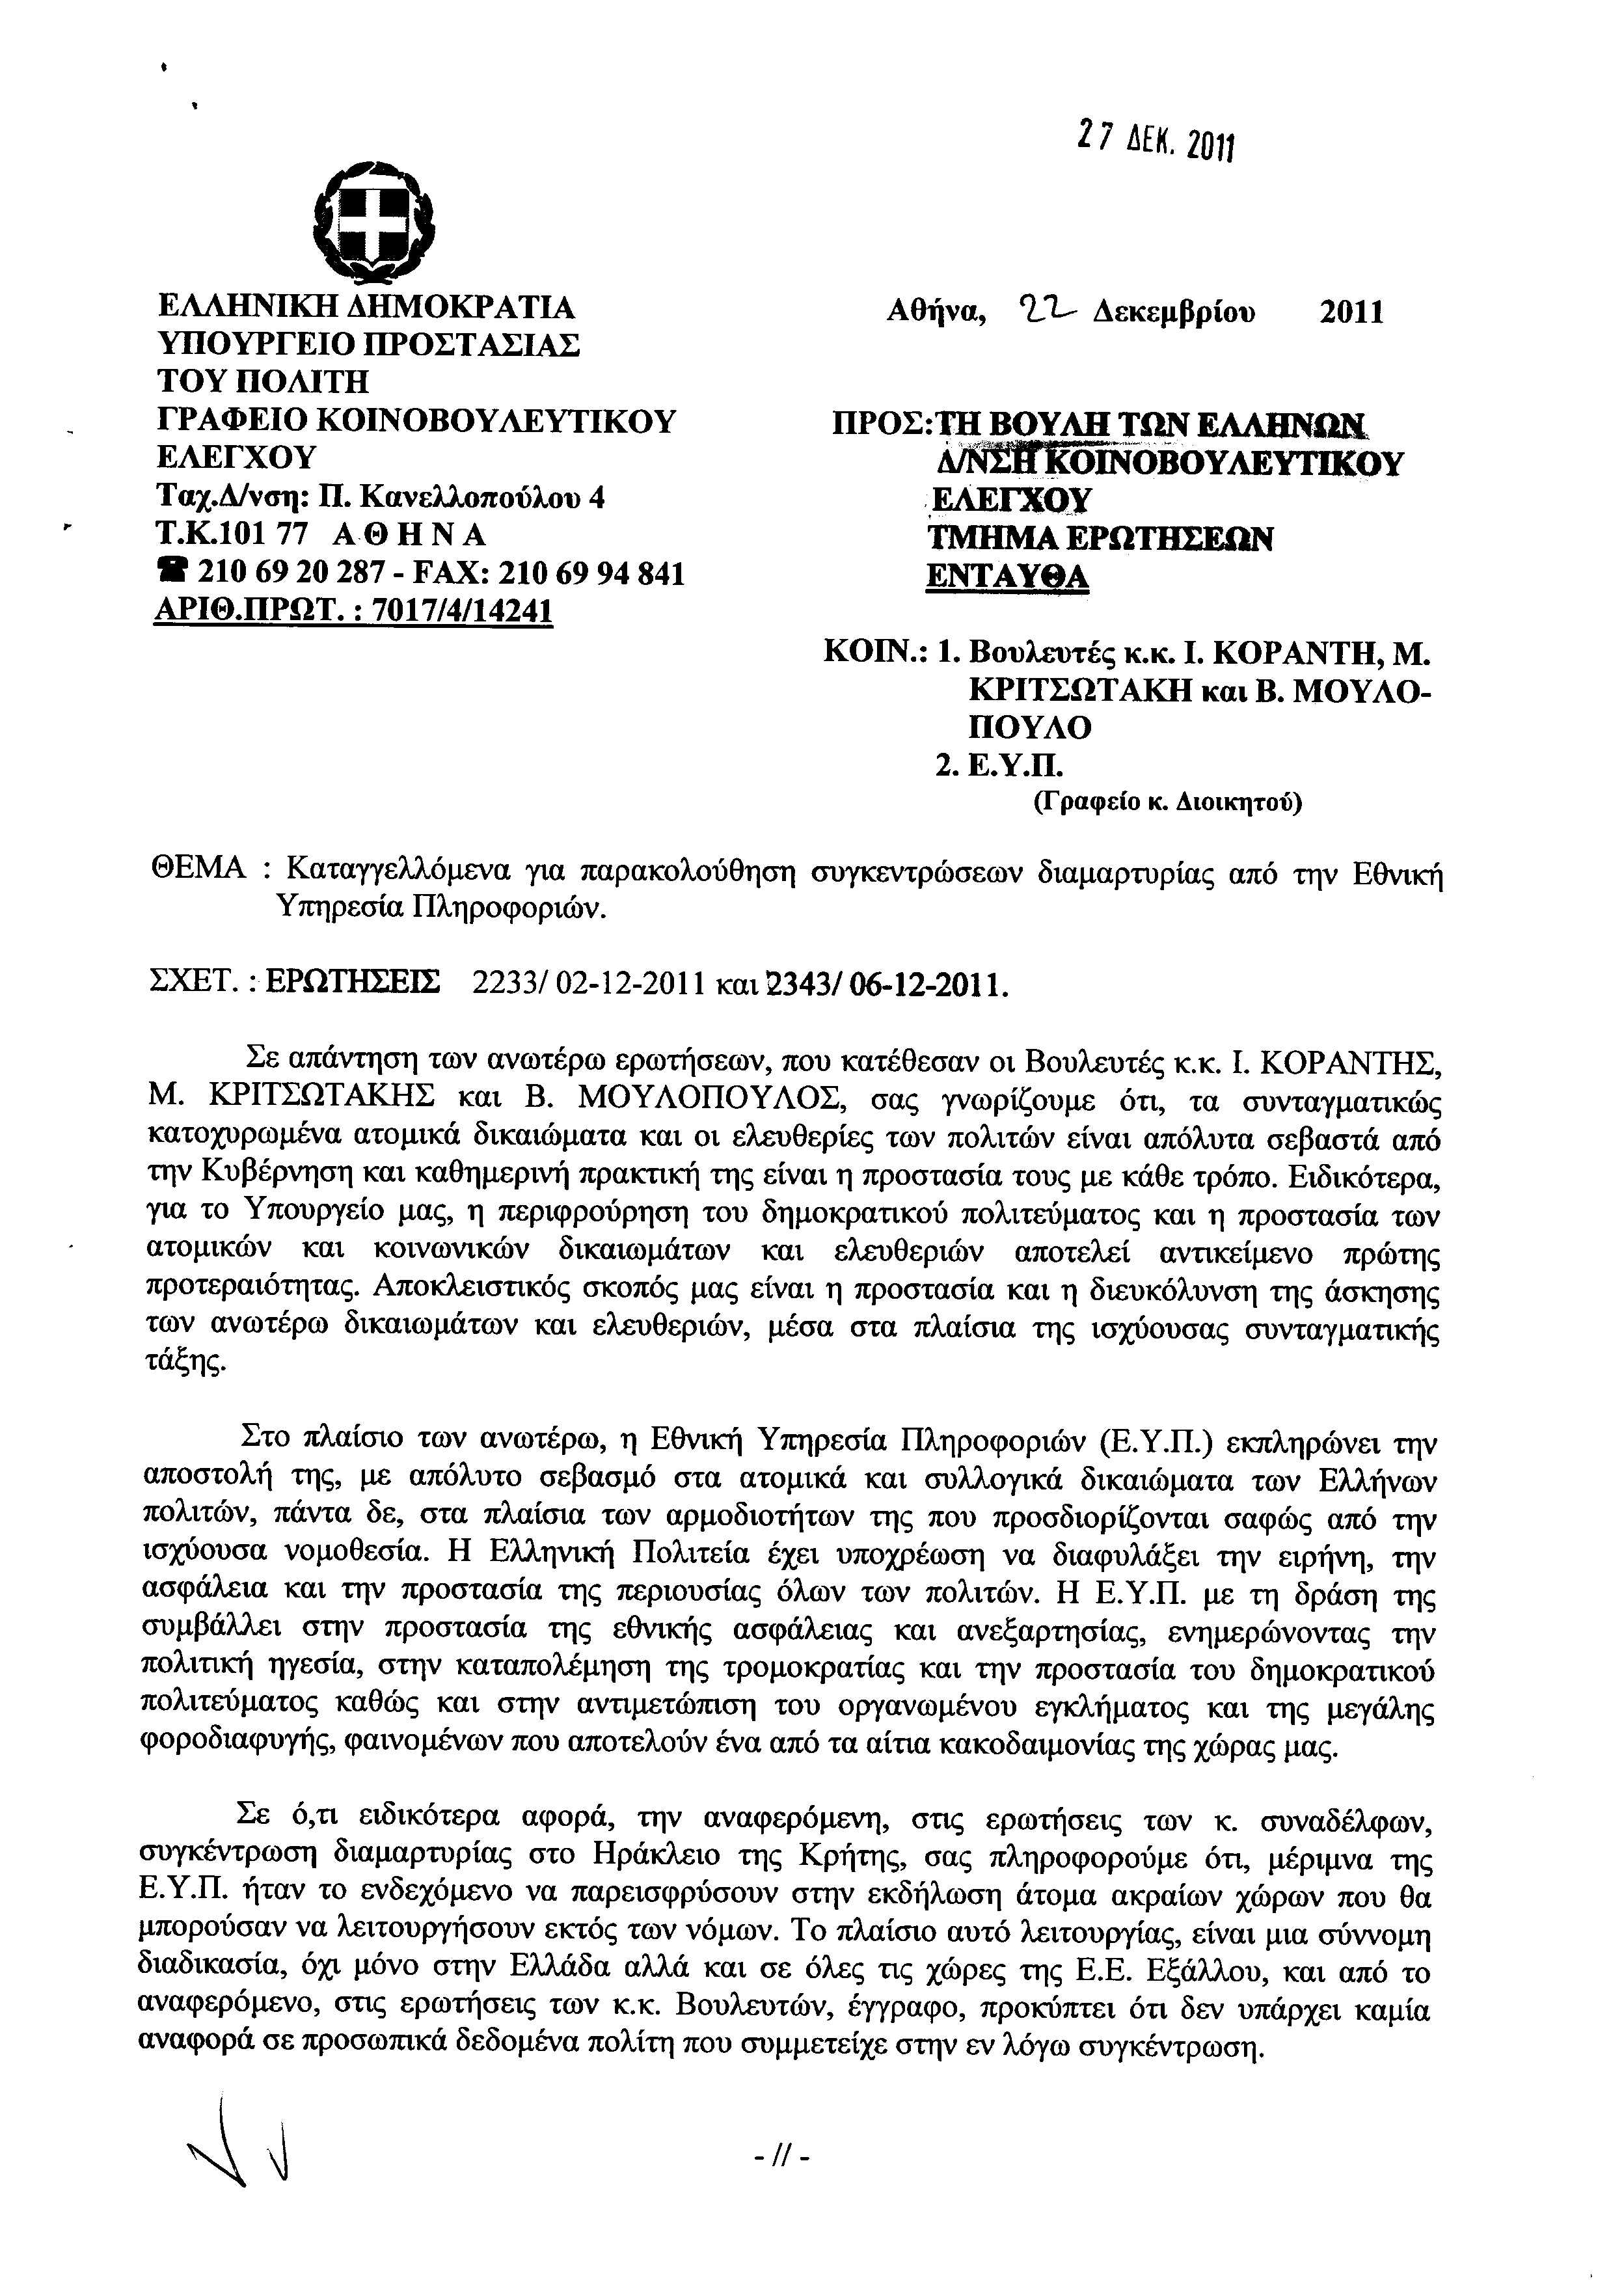 27 ΔΕΚ. 2011
ΕΛΛΗΝΙΚΗ ΔΗΜΟΚΡΑΤΙΑ
ΥΠΟΥΡΓΕΙΟ ΠΡΟΣΤΑΣΙΑΣ
ΤΟΥ ΠΟΛΙΤΗ
ΓΡΑΦΕΙΟ ΚΟΙΝΟΒΟΥΛΕΥΤΙΚΟΥ
ΕΛΕΓΧΟΥ
Ταχ.Δ/νση: Π. Κανελλοπούλου 4
Τ.Κ.101 77 Α Θ Η Ν Α
☎ 210 69 20 287 - FAX: 210 69 94 841
ΑΡΙΘ.ΠΡΩΤ. : 7017/4/14241
Αθήνα, 22 Δεκεμβρίου 2011
ΠΡΟΣ:ΤΗ ΒΟΥΛΗ ΤΩΝ ΕΛΛΗΝΩΝ
Δ/ΝΣΗ ΚΟΙΝΟΒΟΥΛΕΥΤΙΚΟΥ
ΕΛΕΓΧΟΥ
ΤΜΗΜΑ ΕΡΩΤΗΣΕΩΝ
ΕΝΤΑΥΘΑ
ΚΟΙΝ.: 1. Βουλευτές κ.κ. Ι. ΚΟΡΑΝΤΗ, Μ.
ΚΡΙΤΣΩΤΑΚΗ και Β. ΜΟΥΛΟ-
ΠΟΥΛΟ
2. Ε.Υ.Π.
(Γραφείο κ. Διοικητού)
ΘΕΜΑ : Καταγγελλόμενα για παρακολούθηση συγκεντρώσεων διαμαρτυρίας από την Εθνική
Υπηρεσία Πληροφοριών.
ΣΧΕΤ. : ΕΡΩΤΗΣΕΙΣ 2233/ 02-12-2011 και 2343/ 06-12-2011.
Σε απάντηση των ανωτέρω ερωτήσεων, που κατέθεσαν οι Βουλευτές κ.κ. Ι. ΚΟΡΑΝΤΗΣ,
Μ. ΚΡΙΤΣΩΤΑΚΗΣ και Β. ΜΟΥΛΟΠΟΥΛΟΣ, σας γνωρίζουμε ότι, τα συνταγματικώς
κατοχυρωμένα ατομικά δικαιώματα και οι ελευθερίες των πολιτών είναι απόλυτα σεβαστά από
την Κυβέρνηση και καθημερινή πρακτική της είναι η προστασία τους με κάθε τρόπο. Ειδικότερα,
για το Υπουργείο μας, η περιφρούρηση του δημοκρατικού πολιτεύματος και η προστασία των
ατομικών και κοινωνικών δικαιωμάτων και ελευθεριών αποτελεί αντικείμενο πρώτης
προτεραιότητας. Αποκλειστικός σκοπός μας είναι η προστασία και η διευκόλυνση της άσκησης
των ανωτέρω δικαιωμάτων και ελευθεριών, μέσα στα πλαίσια της ισχύουσας συνταγματικής
τάξης.
Στο πλαίσιο των ανωτέρω, η Εθνική Υπηρεσία Πληροφοριών (Ε.Υ.Π.) εκπληρώνει την
αποστολή της, με απόλυτο σεβασμό στα ατομικά και συλλογικά δικαιώματα των Ελλήνων
πολιτών, πάντα δε, στα πλαίσια των αρμοδιοτήτων της που προσδιορίζονται σαφώς από την
ισχύουσα νομοθεσία. Η Ελληνική Πολιτεία έχει υποχρέωση να διαφυλάξει την ειρήνη, την
ασφάλεια και την προστασία της περιουσίας όλων των πολιτών. Η Ε.Υ.Π. με τη δράση της
συμβάλλει στην προστασία της εθνικής ασφάλειας και ανεξαρτησίας, ενημερώνοντας την
πολιτική ηγεσία, στην καταπολέμηση της τρομοκρατίας και την προστασία του δημοκρατικού
πολιτεύματος καθώς και στην αντιμετώπιση του οργανωμένου εγκλήματος και της μεγάλης
φοροδιαφυγής, φαινομένων που αποτελούν ένα από τα αίτια κακοδαιμονίας της χώρας μας.
Σε ό,τι ειδικότερα αφορά, την αναφερόμενη, στις ερωτήσεις των κ. συναδέλφων,
συγκέντρωση διαμαρτυρίας στο Ηράκλειο της Κρήτης, σας πληροφορούμε ότι, μέριμνα της
Ε.Υ.Π. ήταν το ενδεχόμενο να παρεισφρύσουν στην εκδήλωση άτομα ακραίων χώρων που θα
μπορούσαν να λειτουργήσουν εκτός των νόμων. Το πλαίσιο αυτό λειτουργίας, είναι μια σύννομη
διαδικασία, όχι μόνο στην Ελλάδα αλλά και σε όλες τις χώρες της Ε.Ε. Εξάλλου, και από το
αναφερόμενο, στις ερωτήσεις των κ.κ. Βουλευτών, έγγραφο, προκύπτει ότι δεν υπάρχει καμία
αναφορά σε προσωπικά δεδομένα πολίτη που συμμετείχε στην εν λόγω συγκέντρωση.
- // -